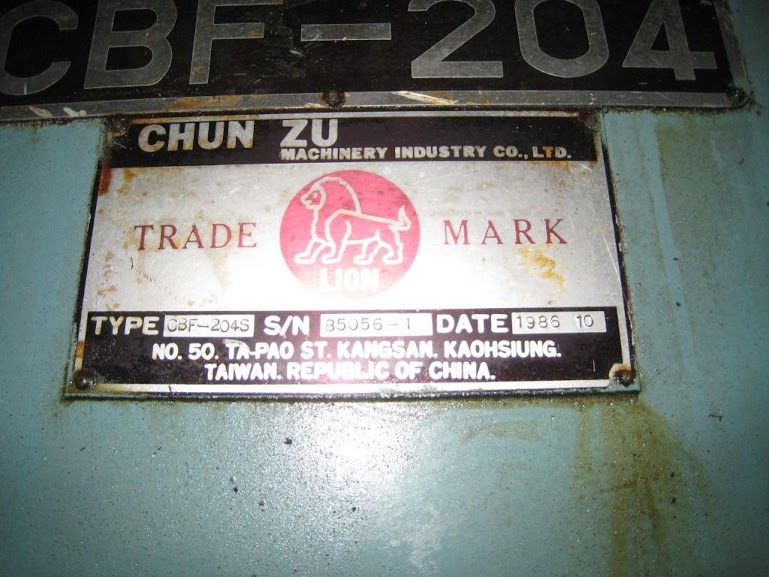 CBF-204
CHUN ZU
MACHINERY INDUSTRY CO., LTD.
TRADE MARK
LION
TYPE CBF-204S S/N 85056-1 DATE 1986 10
NO. 50. TA-PAO ST. KANGSAN. KAOHSIUNG.
TAIWAN. REPUBLIC OF CHINA.